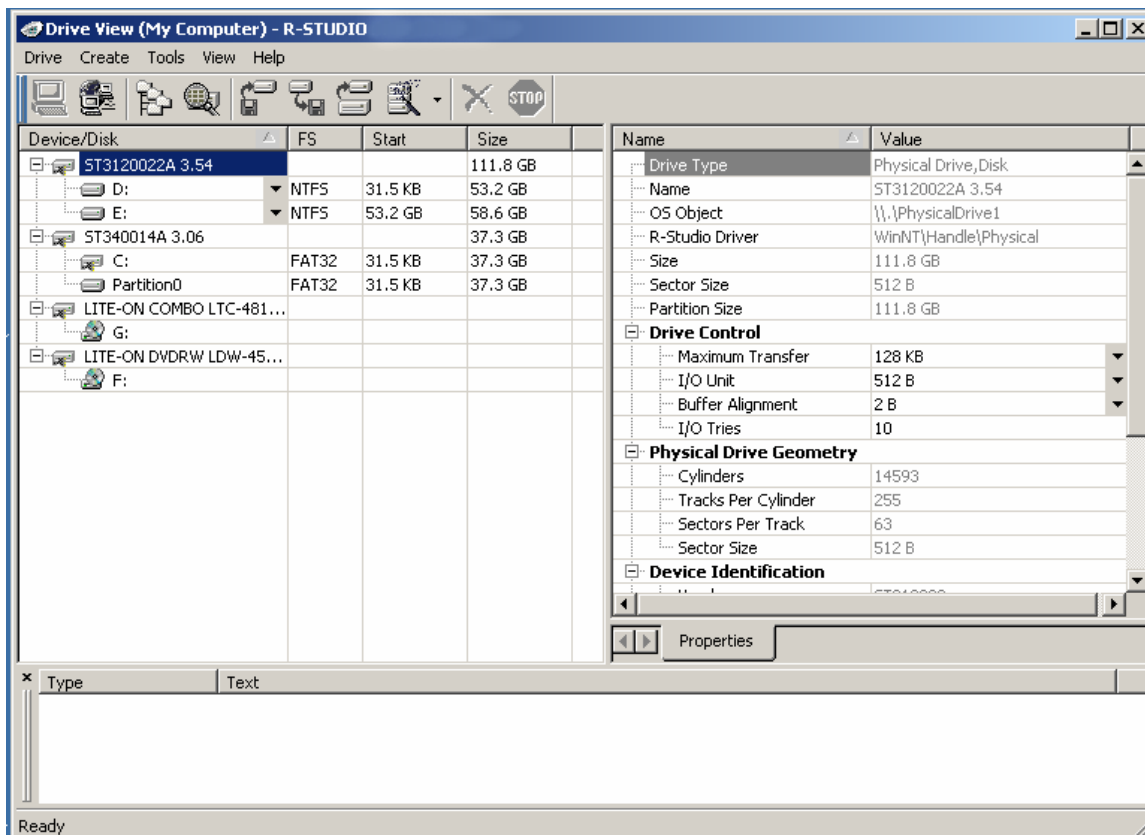 Drive View (My Computer) - R-STUDIO
Drive Create Tools View Help
STOP
Device/Disk FS Start Size
ST3120022A 3.54 111.8 GB
D: NTFS 31.5 KB 53.2 GB
E: NTFS 53.2 GB 58.6 GB
ST340014A 3.06 37.3 GB
C: FAT32 31.5 KB 37.3 GB
Partition0 FAT32 31.5 KB 37.3 GB
LITE-ON COMBO LTC-481...
G:
LITE-ON DVDRW LDW-45...
F:
Name Value
Drive Type Physical Drive,Disk
Name ST3120022A 3.54
OS Object \\.\PhysicalDrive1
R-Studio Driver WinNT\Handle\Physical
Size 111.8 GB
Sector Size 512 B
Partition Size 111.8 GB
Drive Control
Maximum Transfer 128 KB
I/O Unit 512 B
Buffer Alignment 2 B
I/O Tries 10
Physical Drive Geometry
Cylinders 14593
Tracks Per Cylinder 255
Sectors Per Track 63
Sector Size 512 B
Device Identification
Properties
Type Text
Ready